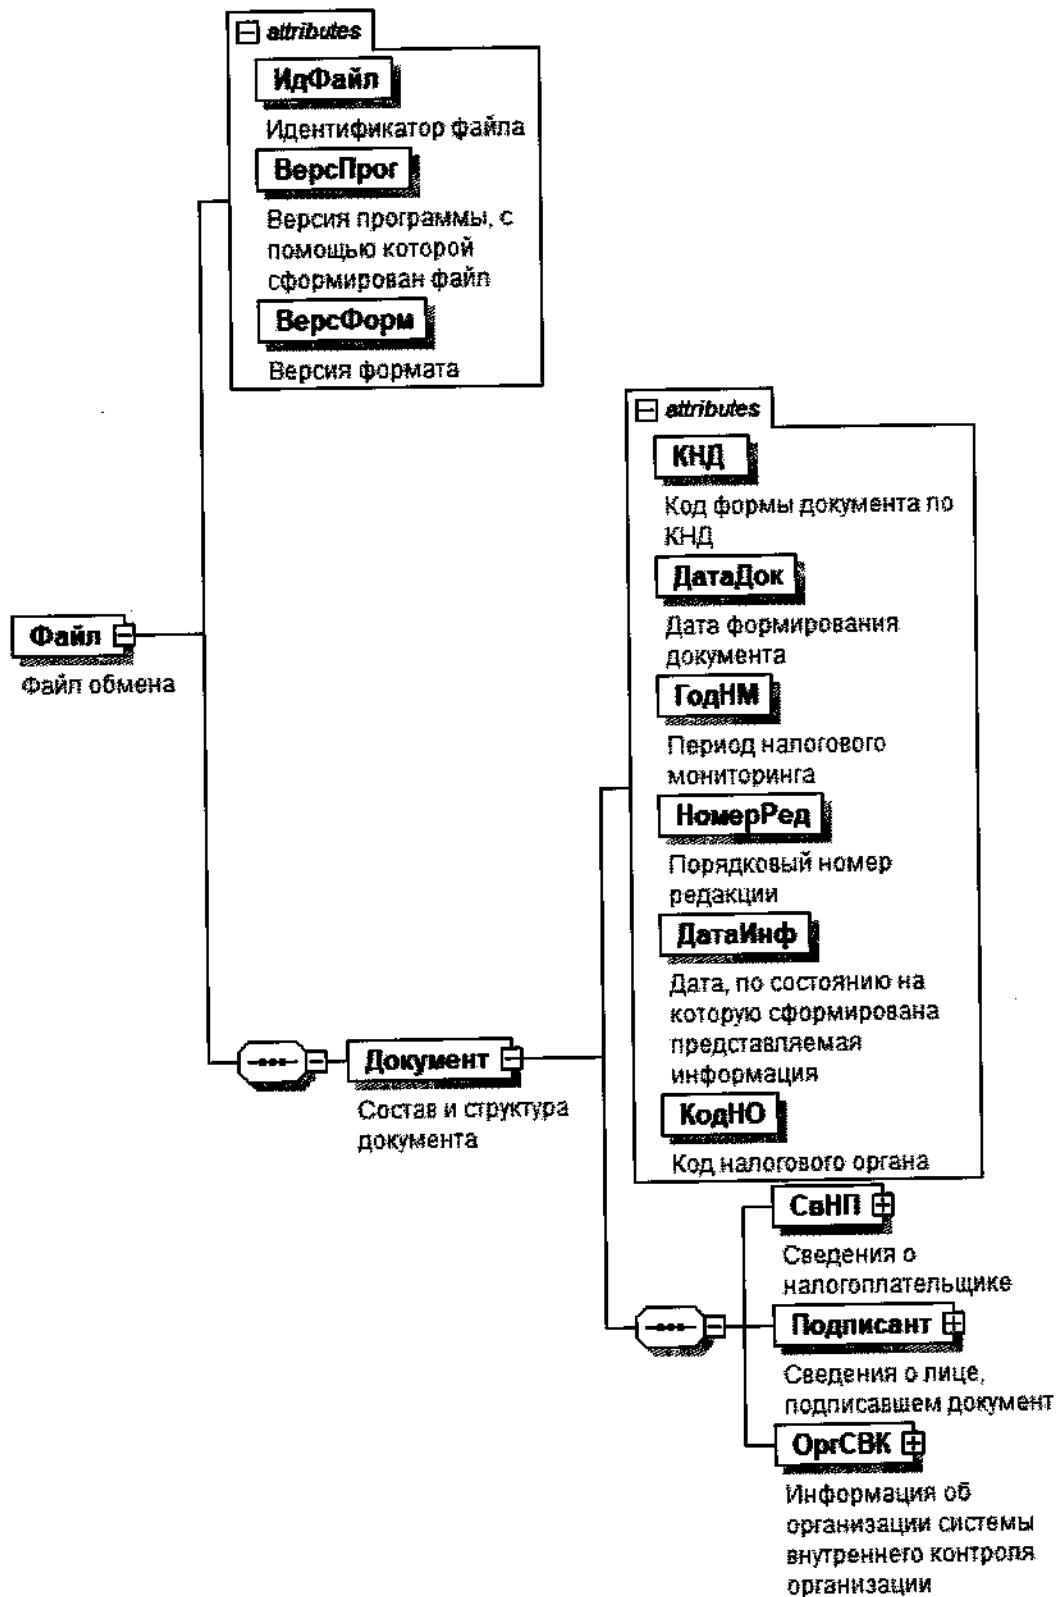 attributes
ИдФайл
Идентификатор файла
ВерсПрог
Версия программы, с
помощью которой
сформирован файл
ВерсФорм
Версия формата
Файл
Файл обмена
Документ
Состав и структура
документа
attributes
КНД
Код формы документа по
КНД
ДатаДок
Дата формирования
документа
ГодНМ
Период налогового
мониторинга
НомерРед
Порядковый номер
редакции
ДатаИнф
Дата, по состоянию на
которую сформирована
представляемая
информация
КодНО
Код налогового органа
СвНП
Сведения о
налогоплательщике
Подписант
Сведения о лице,
подписавшем документ
ОргСВК
Информация об
организации системы
внутреннего контроля
организации